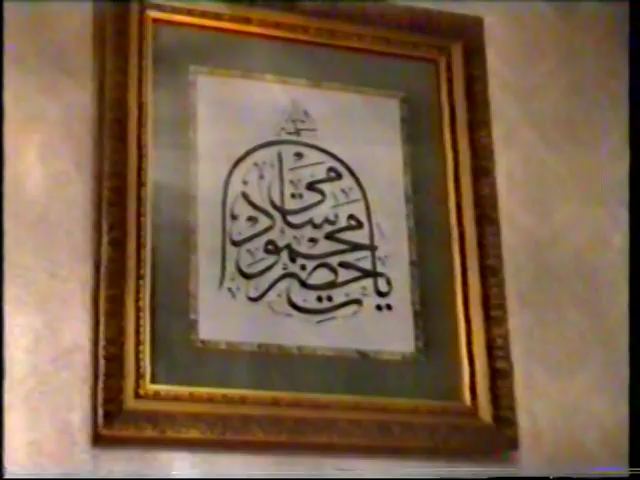 يا حضرت
محمود
سامي